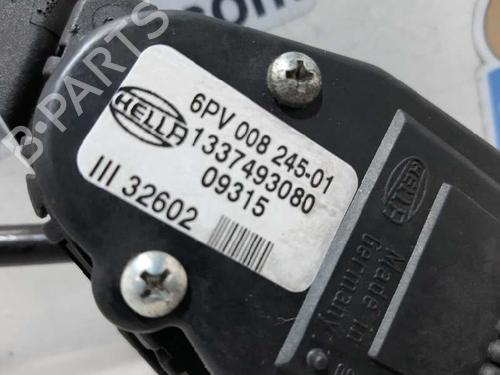 HELLA
6PV 008 245-01
1337493080
09315
III 32602
HELLA
Made in
Germany
B-Parts